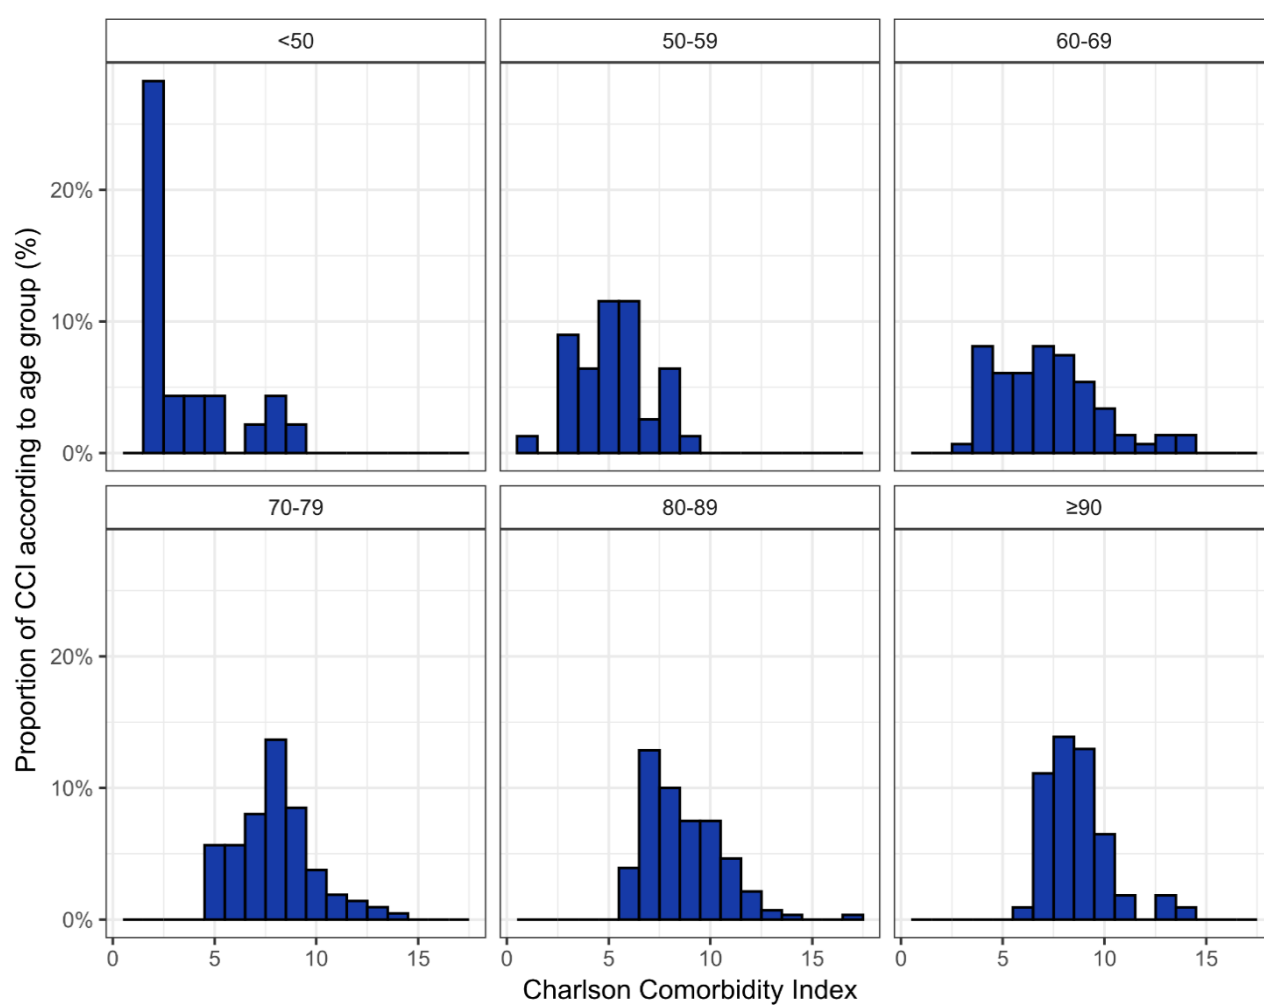 <50 50-59 60-69
Proportion of CCI according to age group (%)
20%
10%
0%
70-79 80-89 ≥90
20%
10%
0%
0 5 10 15 0 5 10 15 0 5 10 15
Charlson Comorbidity Index